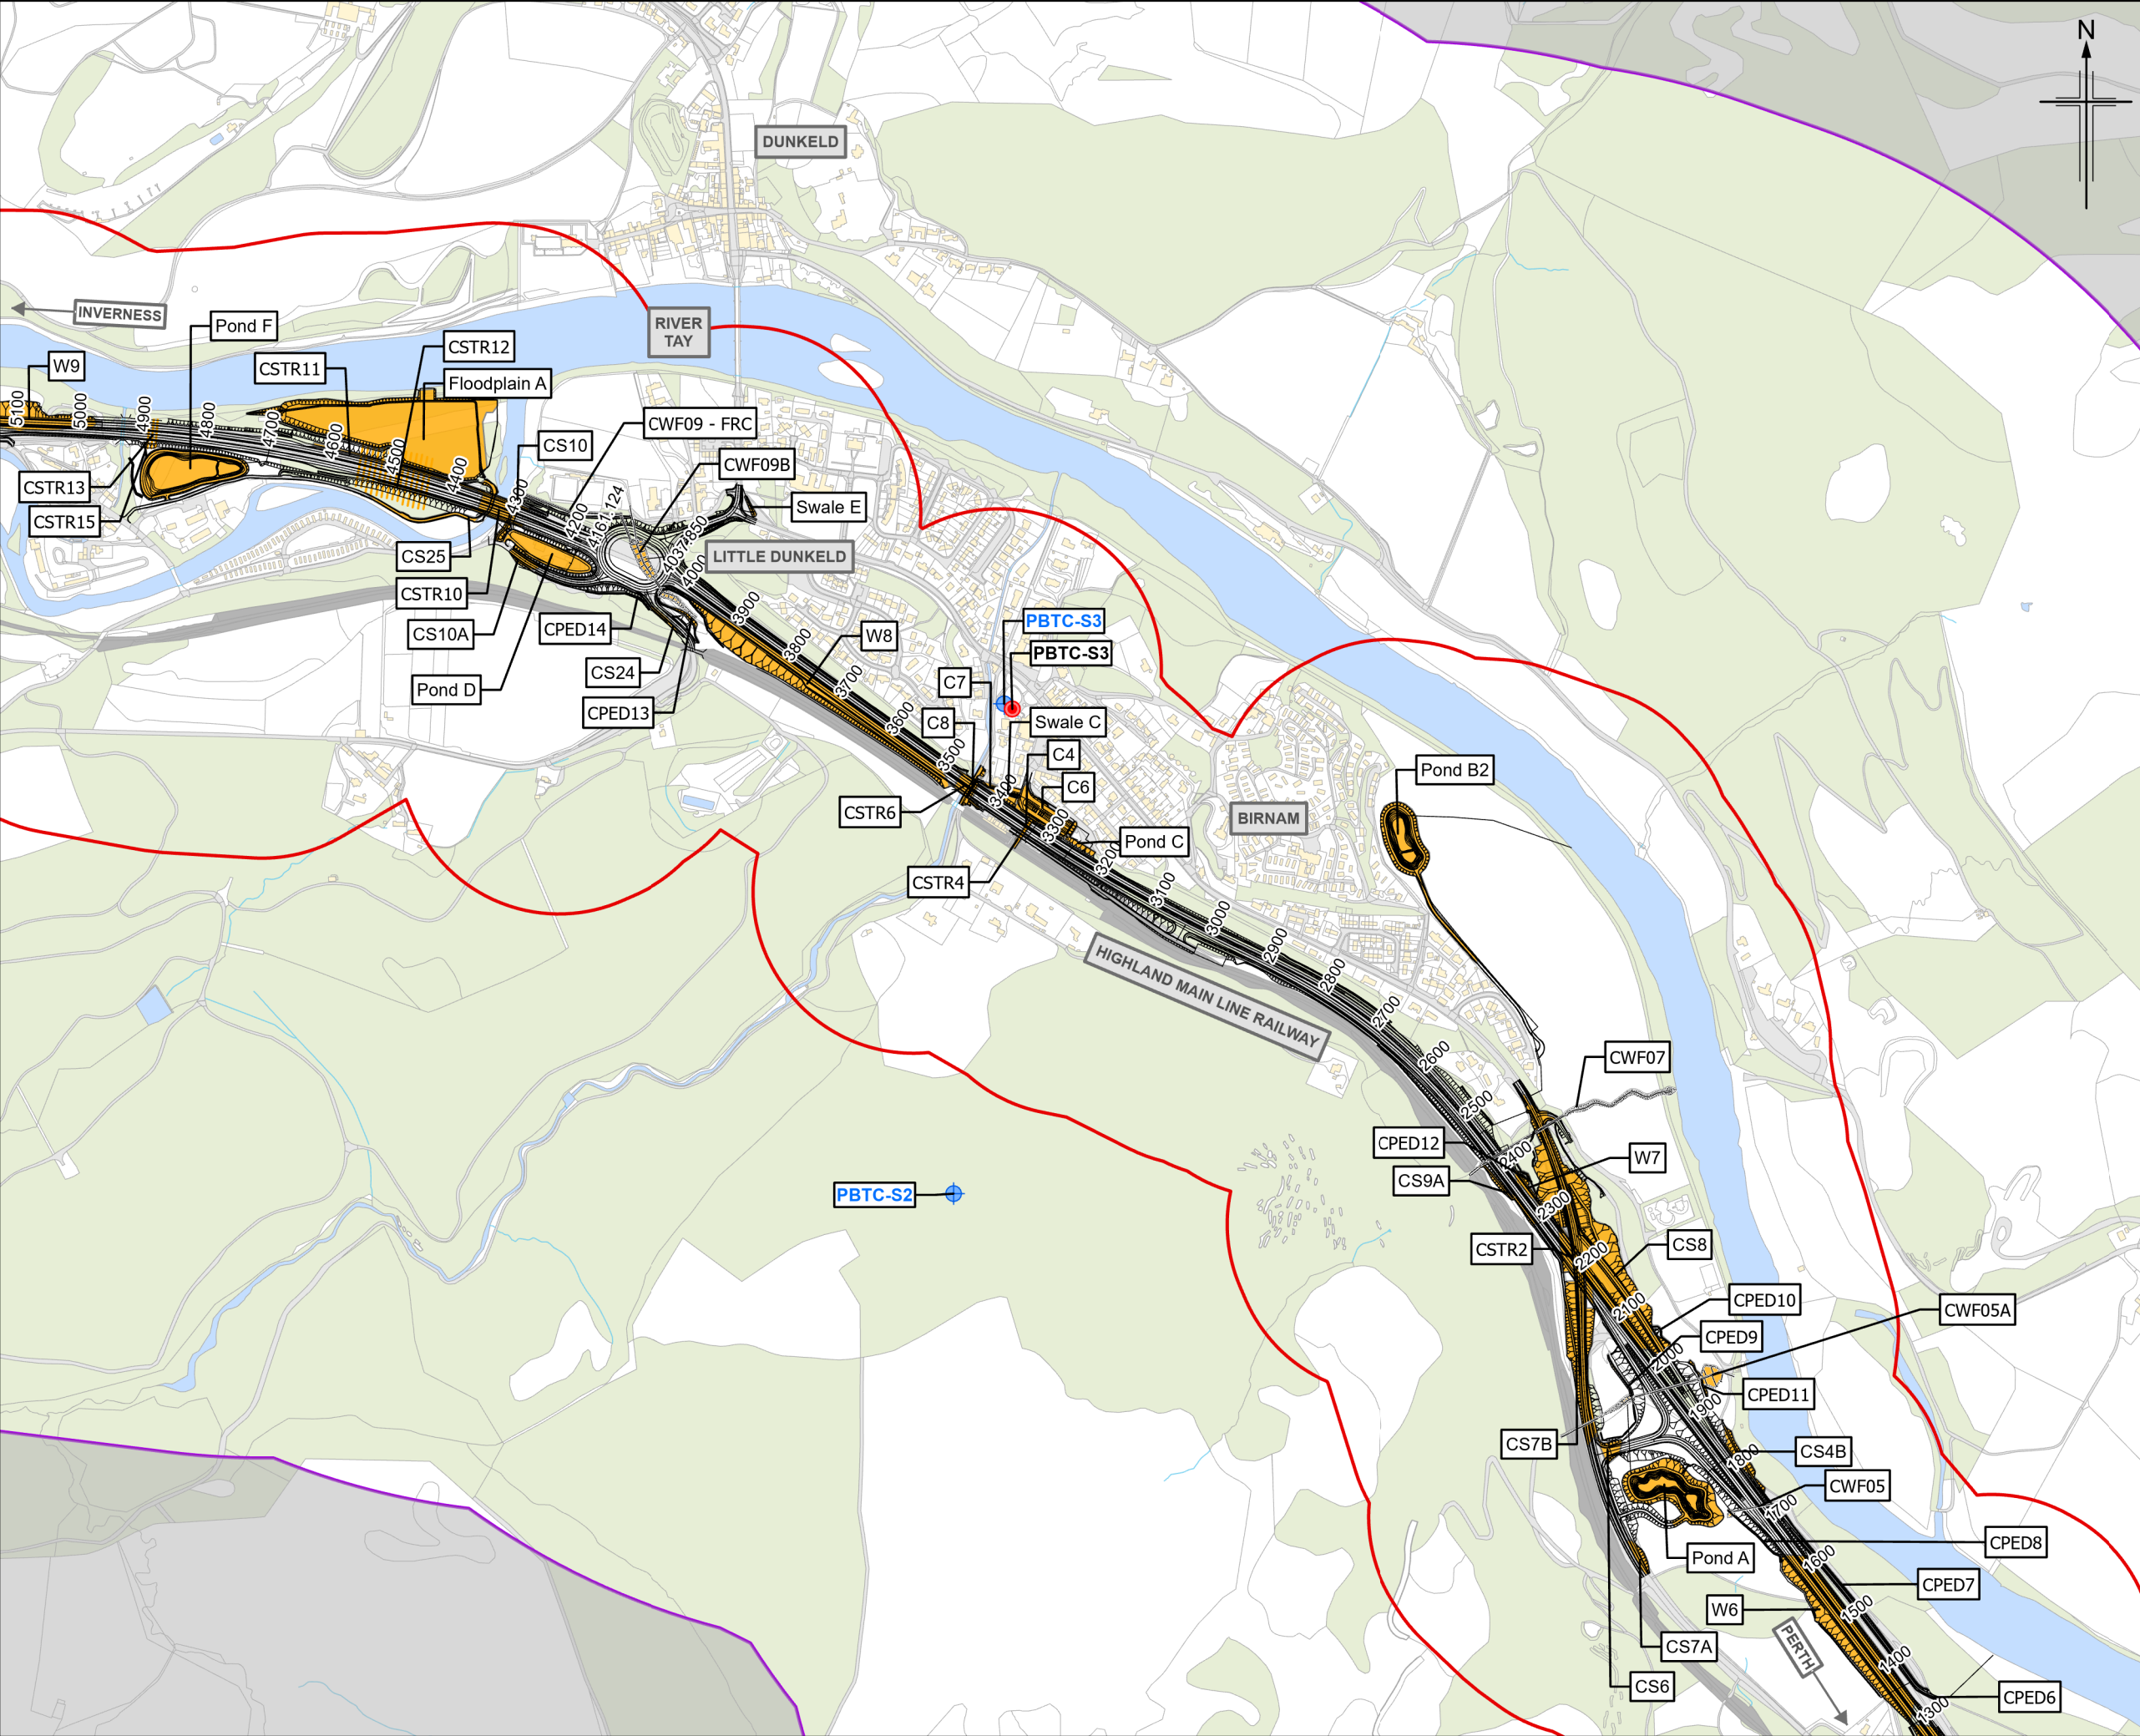 N
DUNKELD
INVERNESS
RIVER
TAY
Pond F
CSTR12
W9
CSTR11
Floodplain A
5100
5000
4900
4800
4700
4600
4500
4400
4300
4200
CWF09 - FRC
CS10
CWF09B
CSTR13
CSTR15
Swale E
CS25
LITTLE DUNKELD
4000
CSTR10
CS10A
CPED14
3900
W8
3800
CS24
3700
Pond D
CPED13
3600
3500
PBTC-S3
PBTC-S3
C7
C8
Swale C
C4
C6
3400
3300
CSTR6
Pond C
3200
CSTR4
3100
3000
2900
2800
2700
2600
2500
2400
2300
2200
2100
2000
1900
1800
1700
1600
1500
1400
1300
BIRNAM
Pond B2
HIGHLAND MAIN LINE RAILWAY
CWF07
CPED12
W7
CS9A
PBTC-S2
CSTR2
CS8
CPED10
CWF05A
CPED9
CPED11
CS7B
CS4B
CWF05
CPED8
Pond A
CPED7
W6
PERTH
CS7A
CS6
CPED6